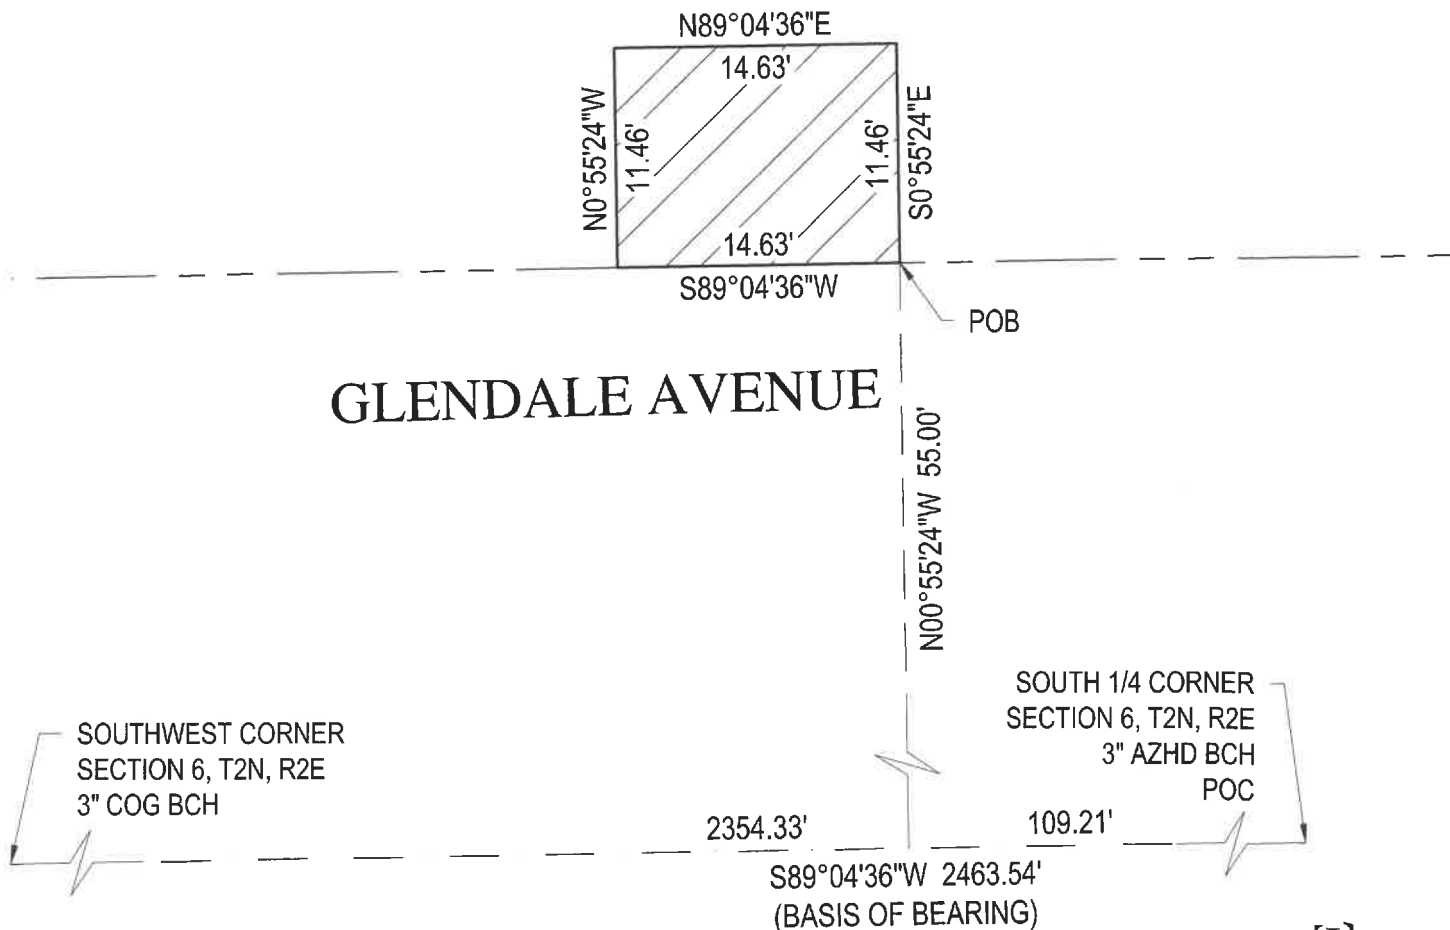 N89°04'36"E
14.63'
N0°55'24"W
11.46'
11.46'
S0°55'24"E
14.63'
S89°04'36"W
POB
GLENDALE AVENUE
N00°55'24"W 55.00'
SOUTH 1/4 CORNER
SECTION 6, T2N, R2E
3" AZHD BCH
POC
SOUTHWEST CORNER
SECTION 6, T2N, R2E
3" COG BCH
2354.33'
109.21'
S89°04'36"W 2463.54'
(BASIS OF BEARING)